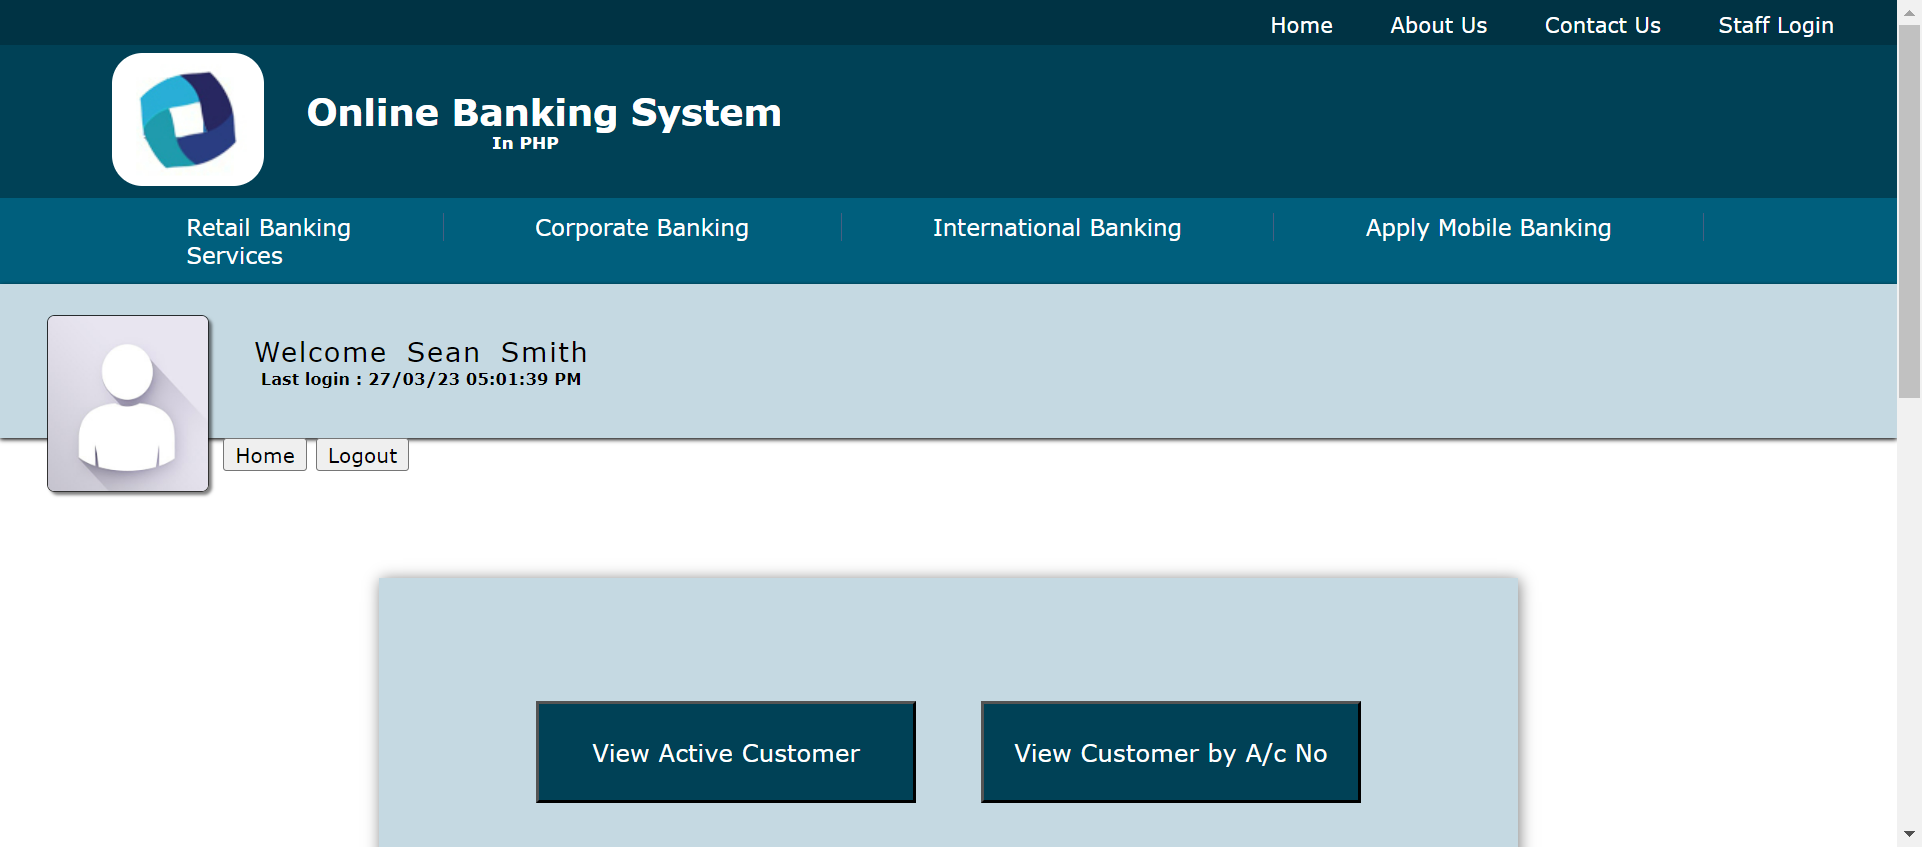 Home About Us Contact Us Staff Login
Online Banking System
In PHP
Retail Banking Services
Corporate Banking
International Banking
Apply Mobile Banking
Welcome Sean Smith
Last login : 27/03/23 05:01:39 PM
Home Logout
View Active Customer
View Customer by A/c No